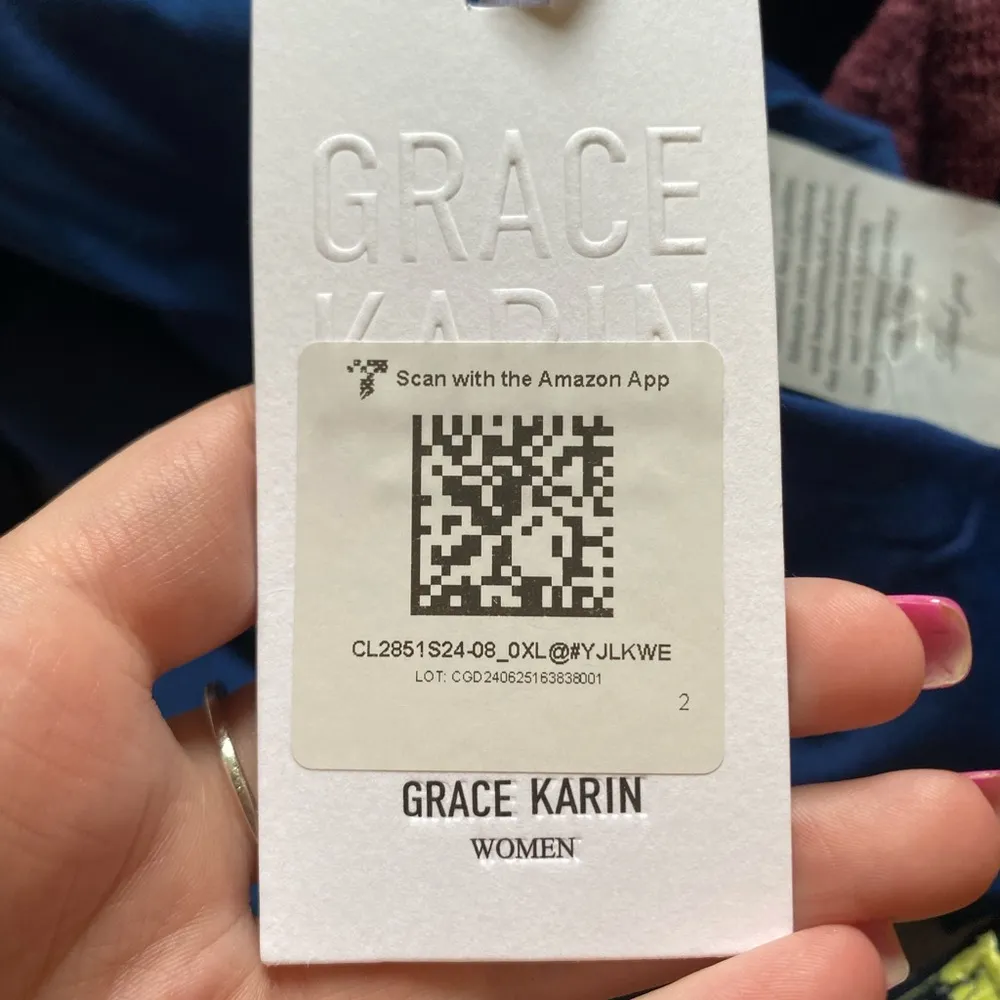 GRACE
KARIN
Scan with the Amazon App
CL2851S24-08_0XL@#YJLKWE
LOT: CGD240625163838001
2
GRACE KARIN
WOMEN